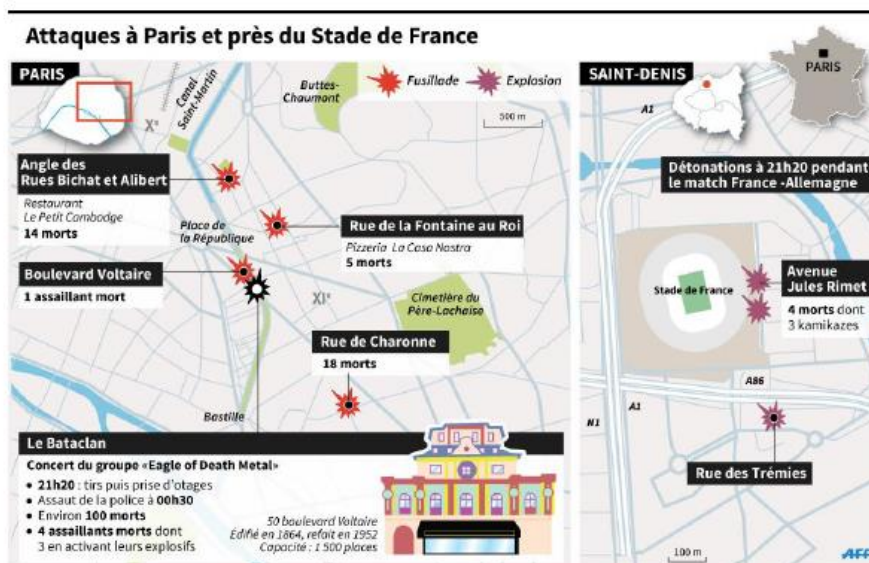 Attaques à Paris et près du Stade de France
PARIS
Canal
Saint-Martin
Xᵉ
Buttes-
Chaumont
Fusillade
Explosion
500 m
Angle des
Rues Bichat et Alibert
Restaurant
Le Petit Cambodge
14 morts
Place de
la République
Rue de la Fontaine au Roi
Pizzeria La Casa Nostra
5 morts
Boulevard Voltaire
1 assaillant mort
XIᵉ
Cimetière du
Père-Lachaise
Rue de Charonne
18 morts
Bastille
Le Bataclan
Concert du groupe «Eagle of Death Metal»
• 21h20 : tirs puis prise d'otages
• Assaut de la police à 00h30
• Environ 100 morts
• 4 assaillants morts dont
3 en activant leurs explosifs
50 boulevard Voltaire
Édifié en 1864, refait en 1952
Capacité : 1 500 places
SAINT-DENIS
PARIS
A1
Détonations à 21h20 pendant
le match France -Allemagne
Stade de France
Avenue
Jules Rimet
4 morts dont
3 kamikazes
A86
N1
A1
Rue des Trémies
100 m
AFP